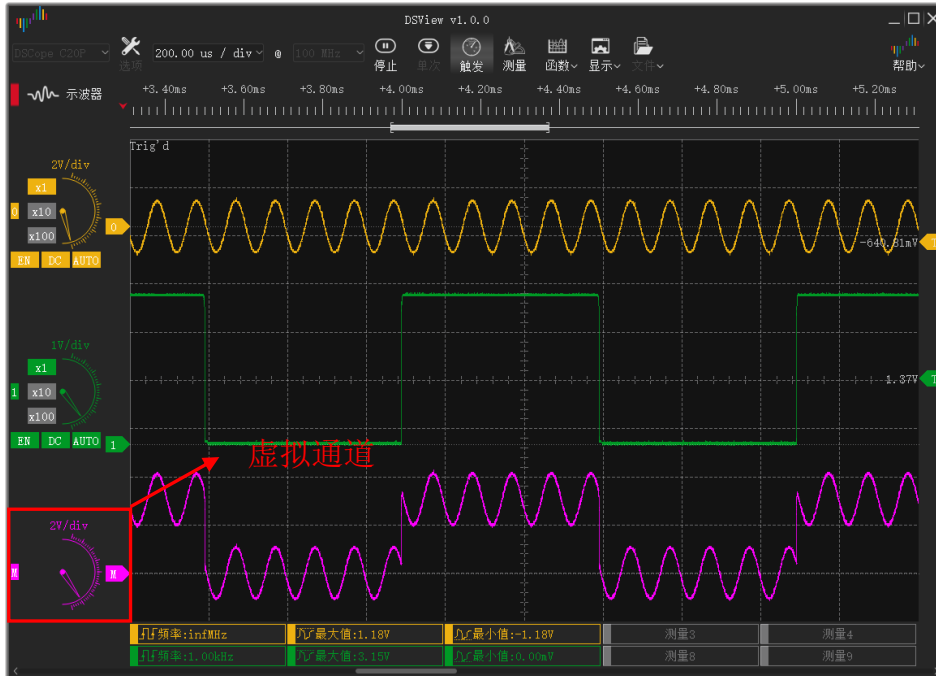 DSView v1.0.0
DSCope C20P
选项
200.00 us / div
@
100 MHz
停止
单次
触发
测量
函数
显示
文件
帮助
示波器
+3.40ms +3.60ms +3.80ms +4.00ms +4.20ms +4.40ms +4.60ms +4.80ms +5.00ms +5.20ms
Trig'd
2V/div
x1
0 x10
x100
EN DC AUTO
0
-640.81mV
T
1V/div
x1
1 x10
x100
EN DC AUTO
1
1.37V
T
虚拟通道
2V/div
M
M
频率:infMHz 最大值:1.18V 最小值:-1.18V 测量3 测量4
频率:1.00kHz 最大值:3.15V 最小值:0.00mV 测量8 测量9